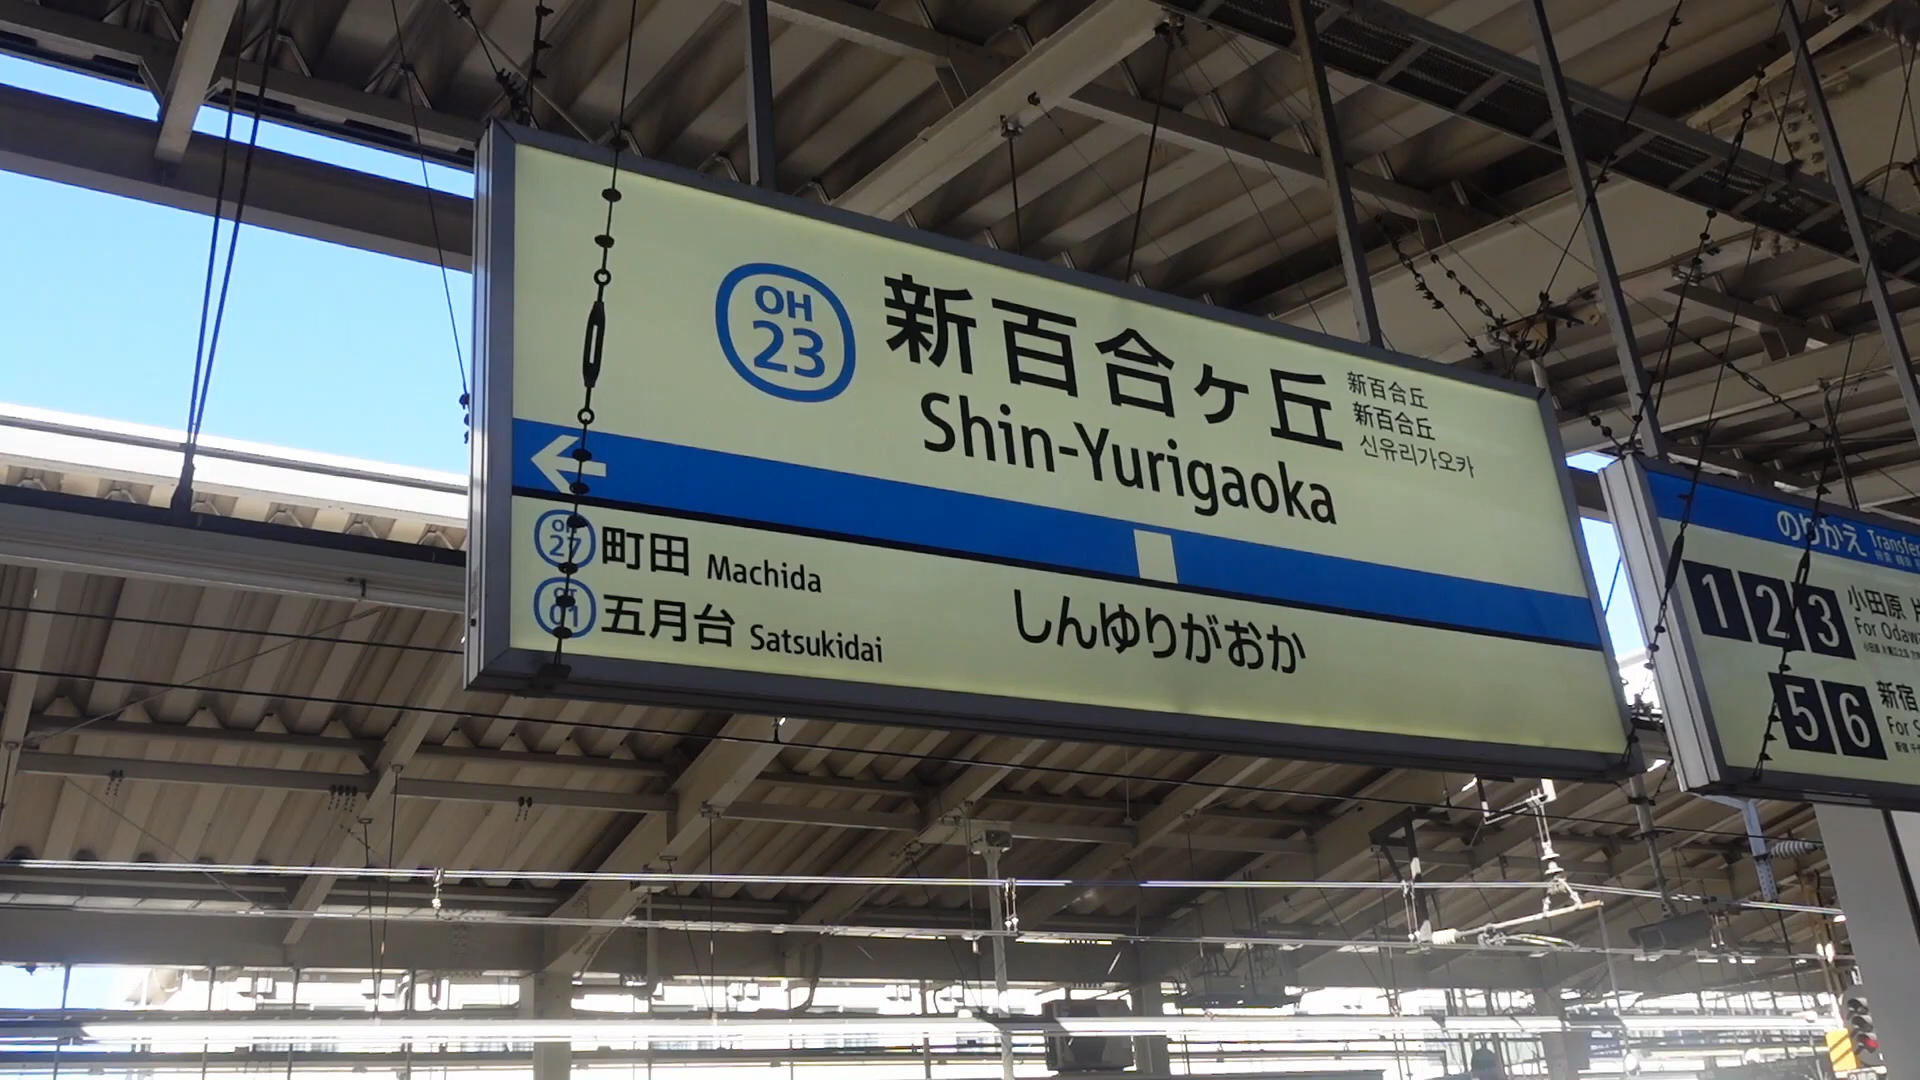 OH
23
新百合ヶ丘
Shin-Yurigaoka
新百合丘
新百合丘
신유리가오카
OH
27
町田 Machida
OT
01
五月台 Satsukidai
しんゆりがおか
のりかえ Transfer
1 2 3
小田原
For Odaw
5 6
新宿
For S